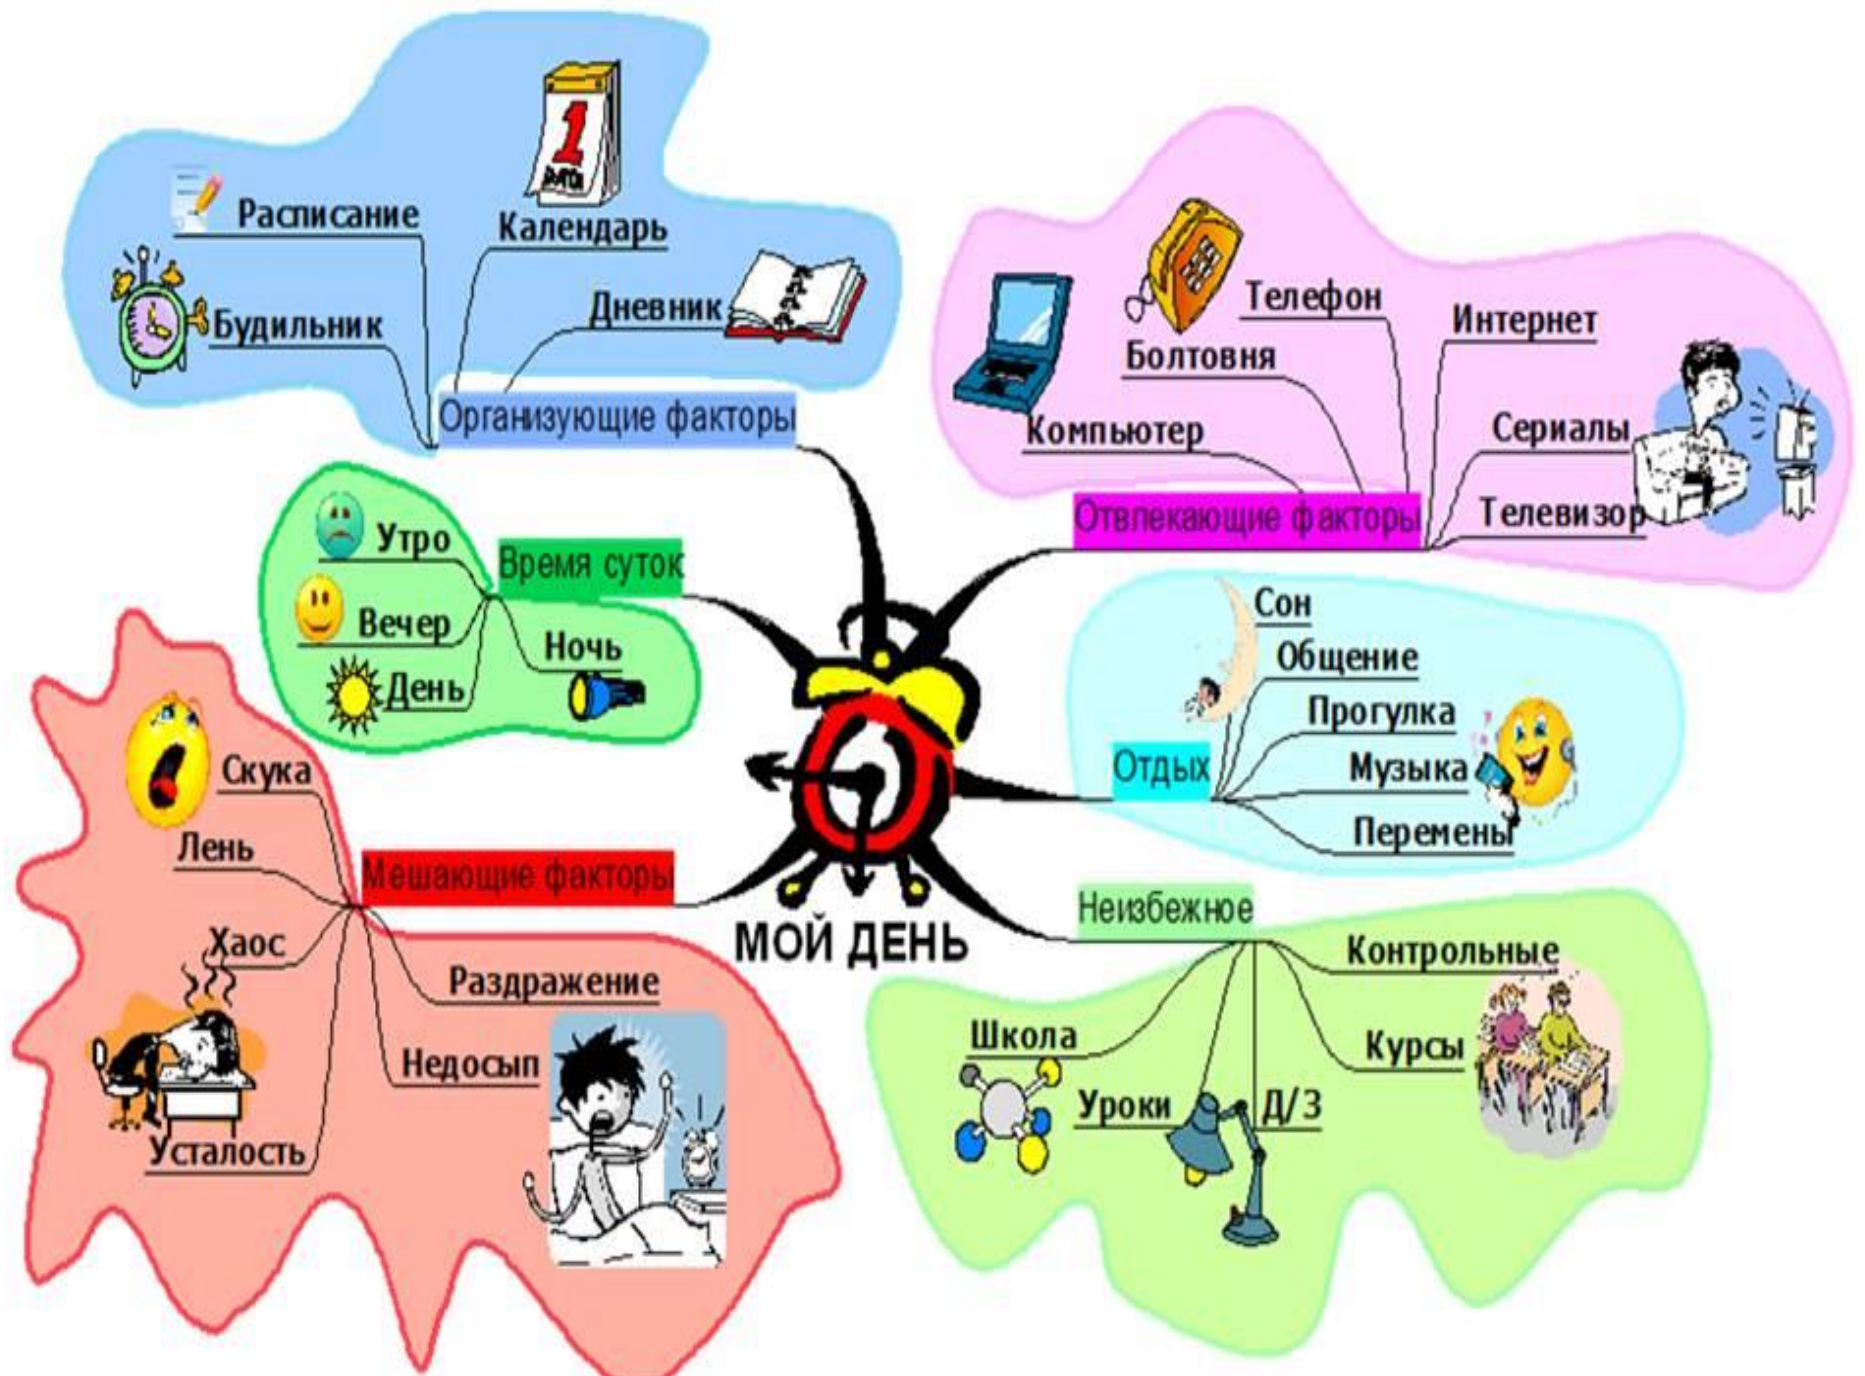 1
ДАТА
Расписание
Календарь
Дневник
Будильник
Организующие факторы
Телефон
Интернет
Болтовня
Компьютер
Сериалы
Телевизор
Отвлекающие факторы
Утро
Вечер
День
Ночь
Время суток
Сон
Общение
Прогулка
Музыка
Перемены
Отдых
Скука
Лень
Хаос
Усталость
Раздражение
Недосып
Мешающие факторы
МОЙ ДЕНЬ
Неизбежное
Контрольные
Курсы
Школа
Уроки
Д/З